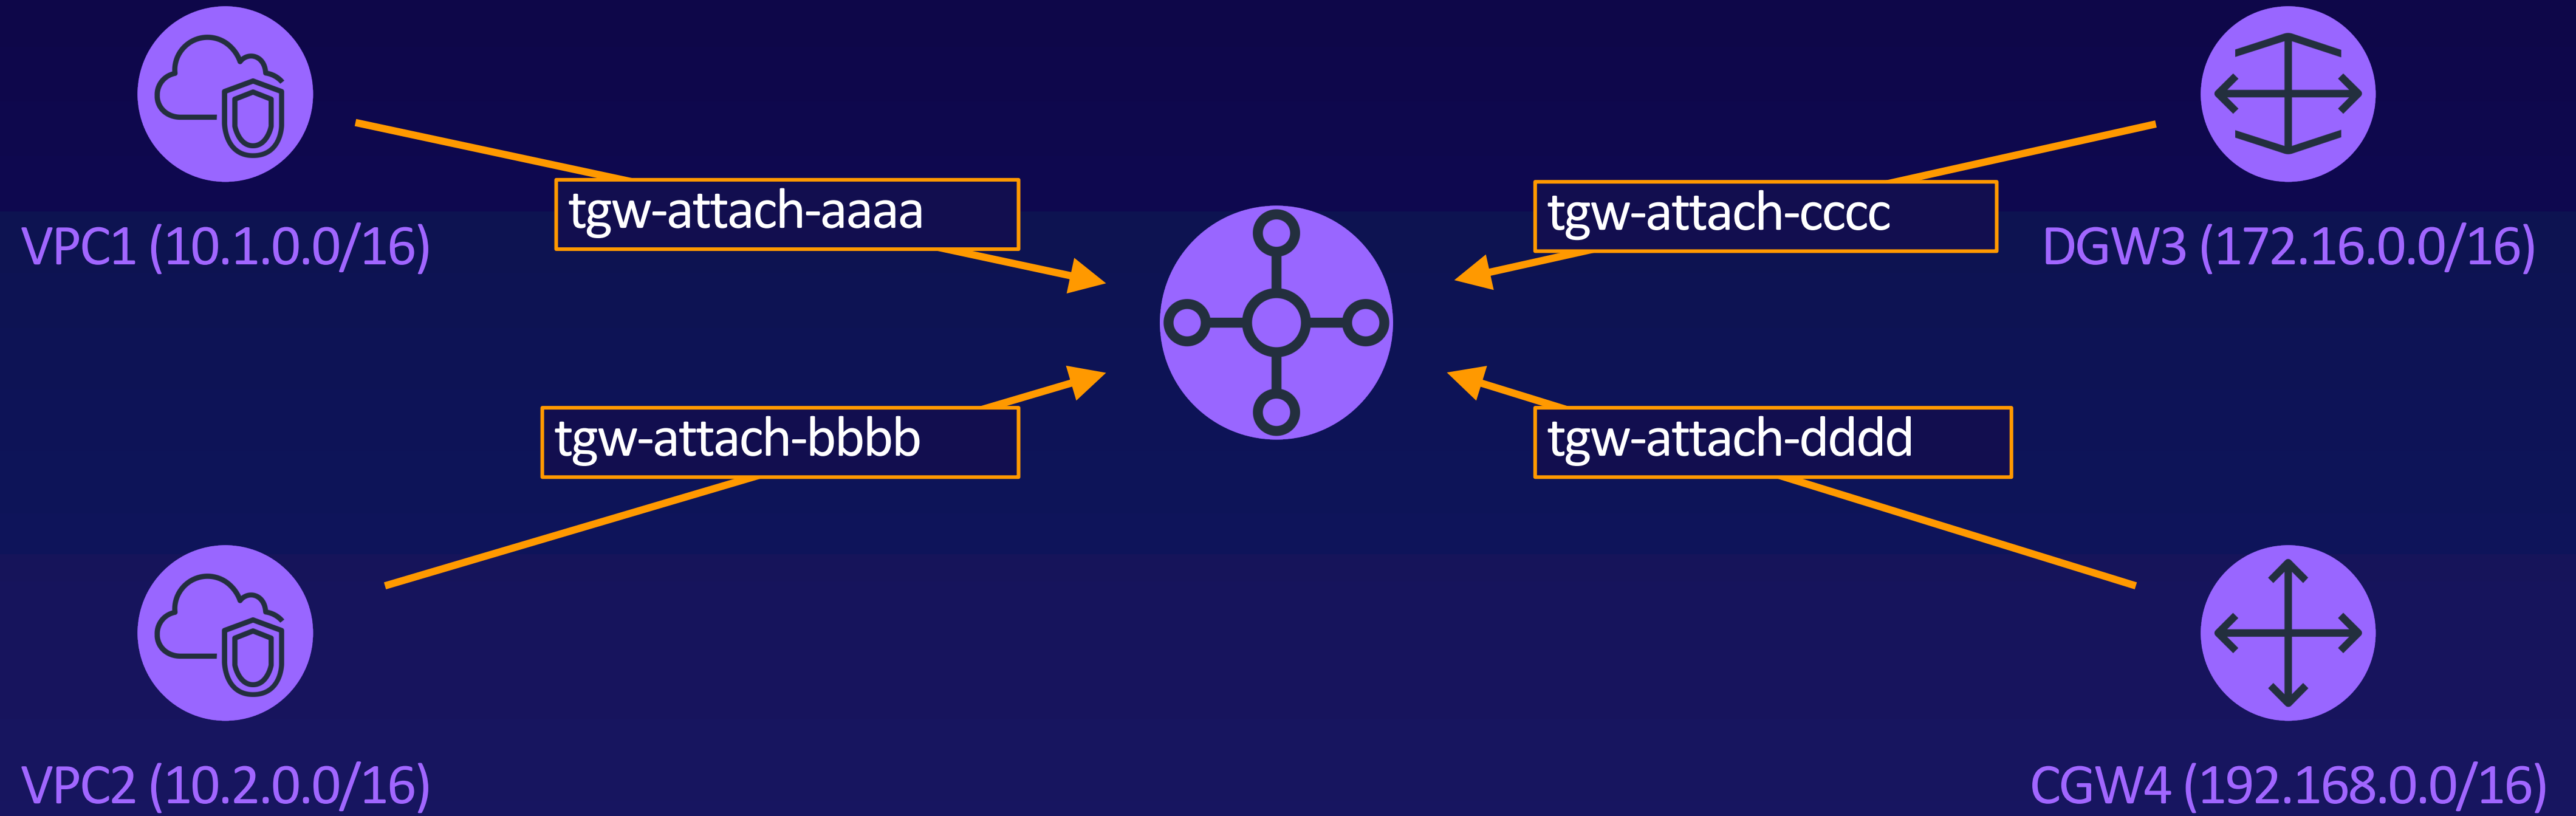 tgw-attach-aaaa
tgw-attach-cccc
VPC1 (10.1.0.0/16)
DGW3 (172.16.0.0/16)
tgw-attach-bbbb
tgw-attach-dddd
VPC2 (10.2.0.0/16)
CGW4 (192.168.0.0/16)